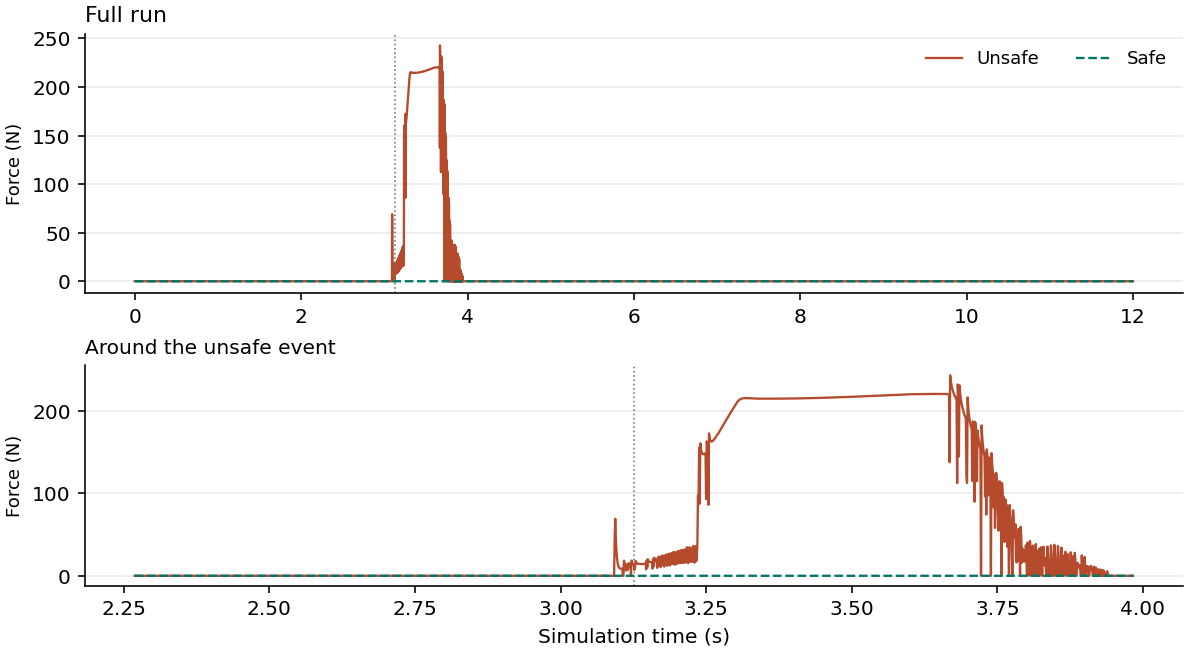 Full run
Force (N)
250
200
150
100
50
0
Unsafe
Safe
0 2 4 6 8 10 12
Around the unsafe event
Force (N)
200
100
0
2.25 2.50 2.75 3.00 3.25 3.50 3.75 4.00
Simulation time (s)